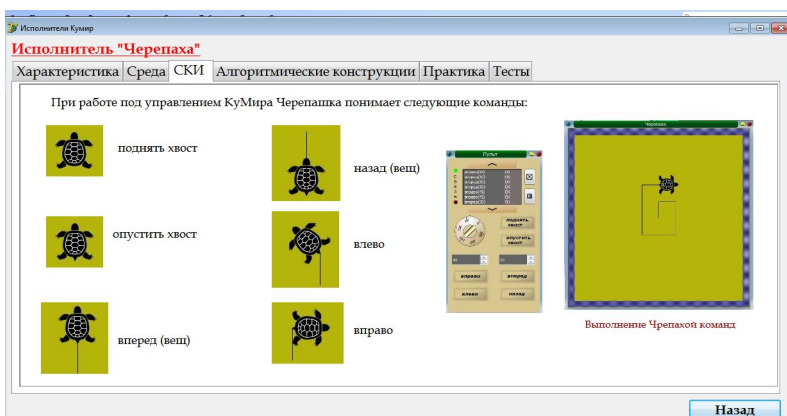 Исполнители Кумир
Исполнитель "Черепаха"
Характеристика Среда СКИ Алгоритмические конструкции Практика Тесты
При работе под управлением КуМира Черепашка понимает следующие команды:
поднять хвост
назад (вещ)
опустить хвост
влево
вперед (вещ)
вправо
Пульт
поднять
хвост
опустить
хвост
вправо вперед
влево назад
Черепаха
Выполнение Чрепахой команд
Назад